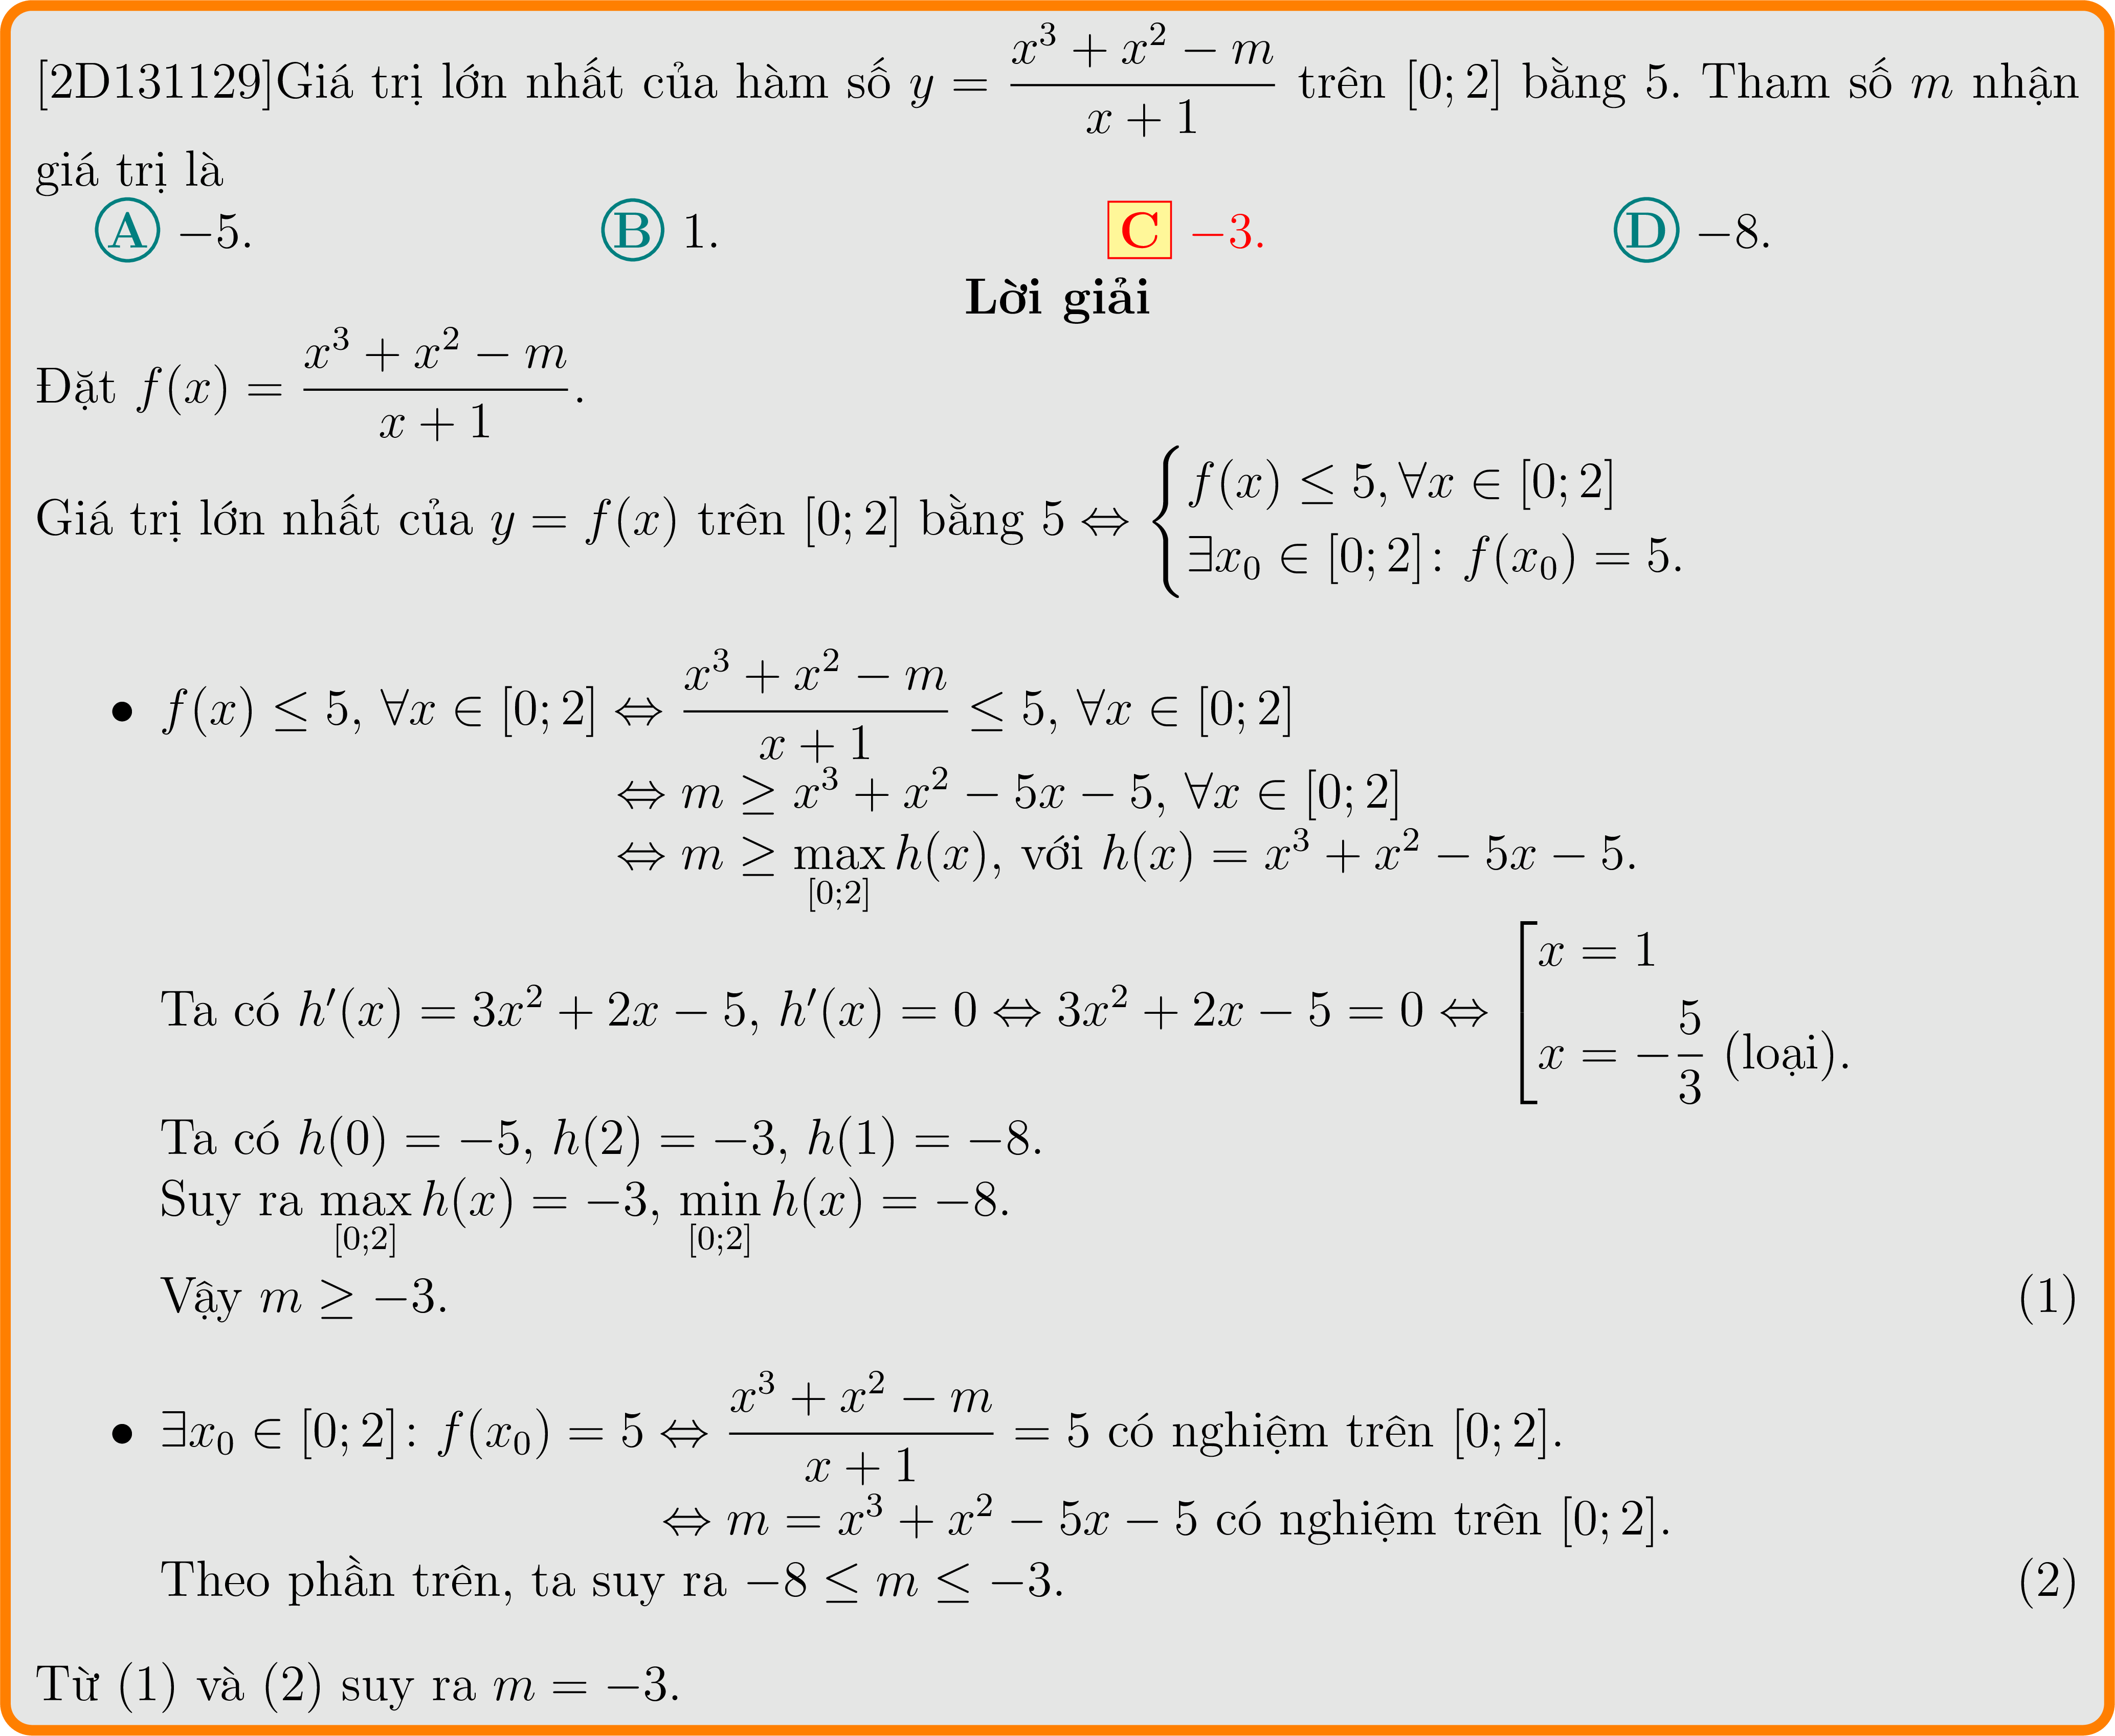 [2D131129]Giá trị lớn nhất của hàm số $y = \dfrac{x^3 + x^2 - m}{x + 1}$ trên [0; 2] bằng 5. Tham số $m$ nhận
giá trị là
A −5. B 1. C −3. D −8.
Lời giải
Đặt $f(x) = \dfrac{x^3 + x^2 - m}{x + 1}$.
Giá trị lớn nhất của $y = f(x)$ trên [0; 2] bằng 5 $\Leftrightarrow \begin{cases} f(x) \leq 5, \forall x \in [0; 2] \\ \exists x_0 \in [0; 2] \colon f(x_0) = 5. \end{cases}$
• $f(x) \leq 5, \forall x \in [0; 2] \Leftrightarrow \dfrac{x^3 + x^2 - m}{x + 1} \leq 5, \forall x \in [0; 2]$
$\Leftrightarrow m \geq x^3 + x^2 - 5x - 5, \forall x \in [0; 2]$
$\Leftrightarrow m \geq \max\limits_{[0;2]} h(x)$, với $h(x) = x^3 + x^2 - 5x - 5.$
Ta có $h'(x) = 3x^2 + 2x - 5$, $h'(x) = 0 \Leftrightarrow 3x^2 + 2x - 5 = 0 \Leftrightarrow \left[\begin{array}{l} x = 1 \\ x = -\dfrac{5}{3} \text{ (loại).} \end{array}\right.$
Ta có $h(0) = -5$, $h(2) = -3$, $h(1) = -8.$
Suy ra $\max\limits_{[0;2]} h(x) = -3$, $\min\limits_{[0;2]} h(x) = -8.$
Vậy $m \geq -3.$ (1)
• $\exists x_0 \in [0; 2] \colon f(x_0) = 5 \Leftrightarrow \dfrac{x^3 + x^2 - m}{x + 1} = 5$ có nghiệm trên [0; 2].
$\Leftrightarrow m = x^3 + x^2 - 5x - 5$ có nghiệm trên [0; 2].
Theo phần trên, ta suy ra $-8 \leq m \leq -3.$ (2)
Từ (1) và (2) suy ra $m = -3.$